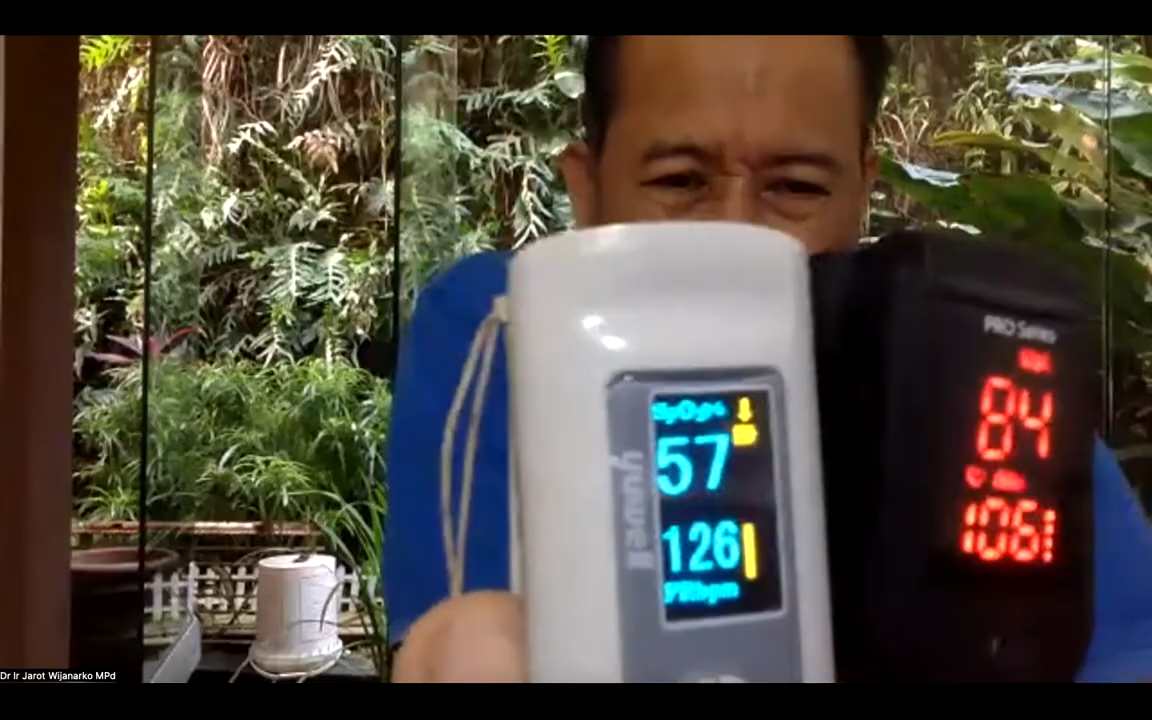 SpO2%
57
126
PRbpm
yuwell
PRO Series
84
106
Dr Ir Jarot Wijanarko MPd